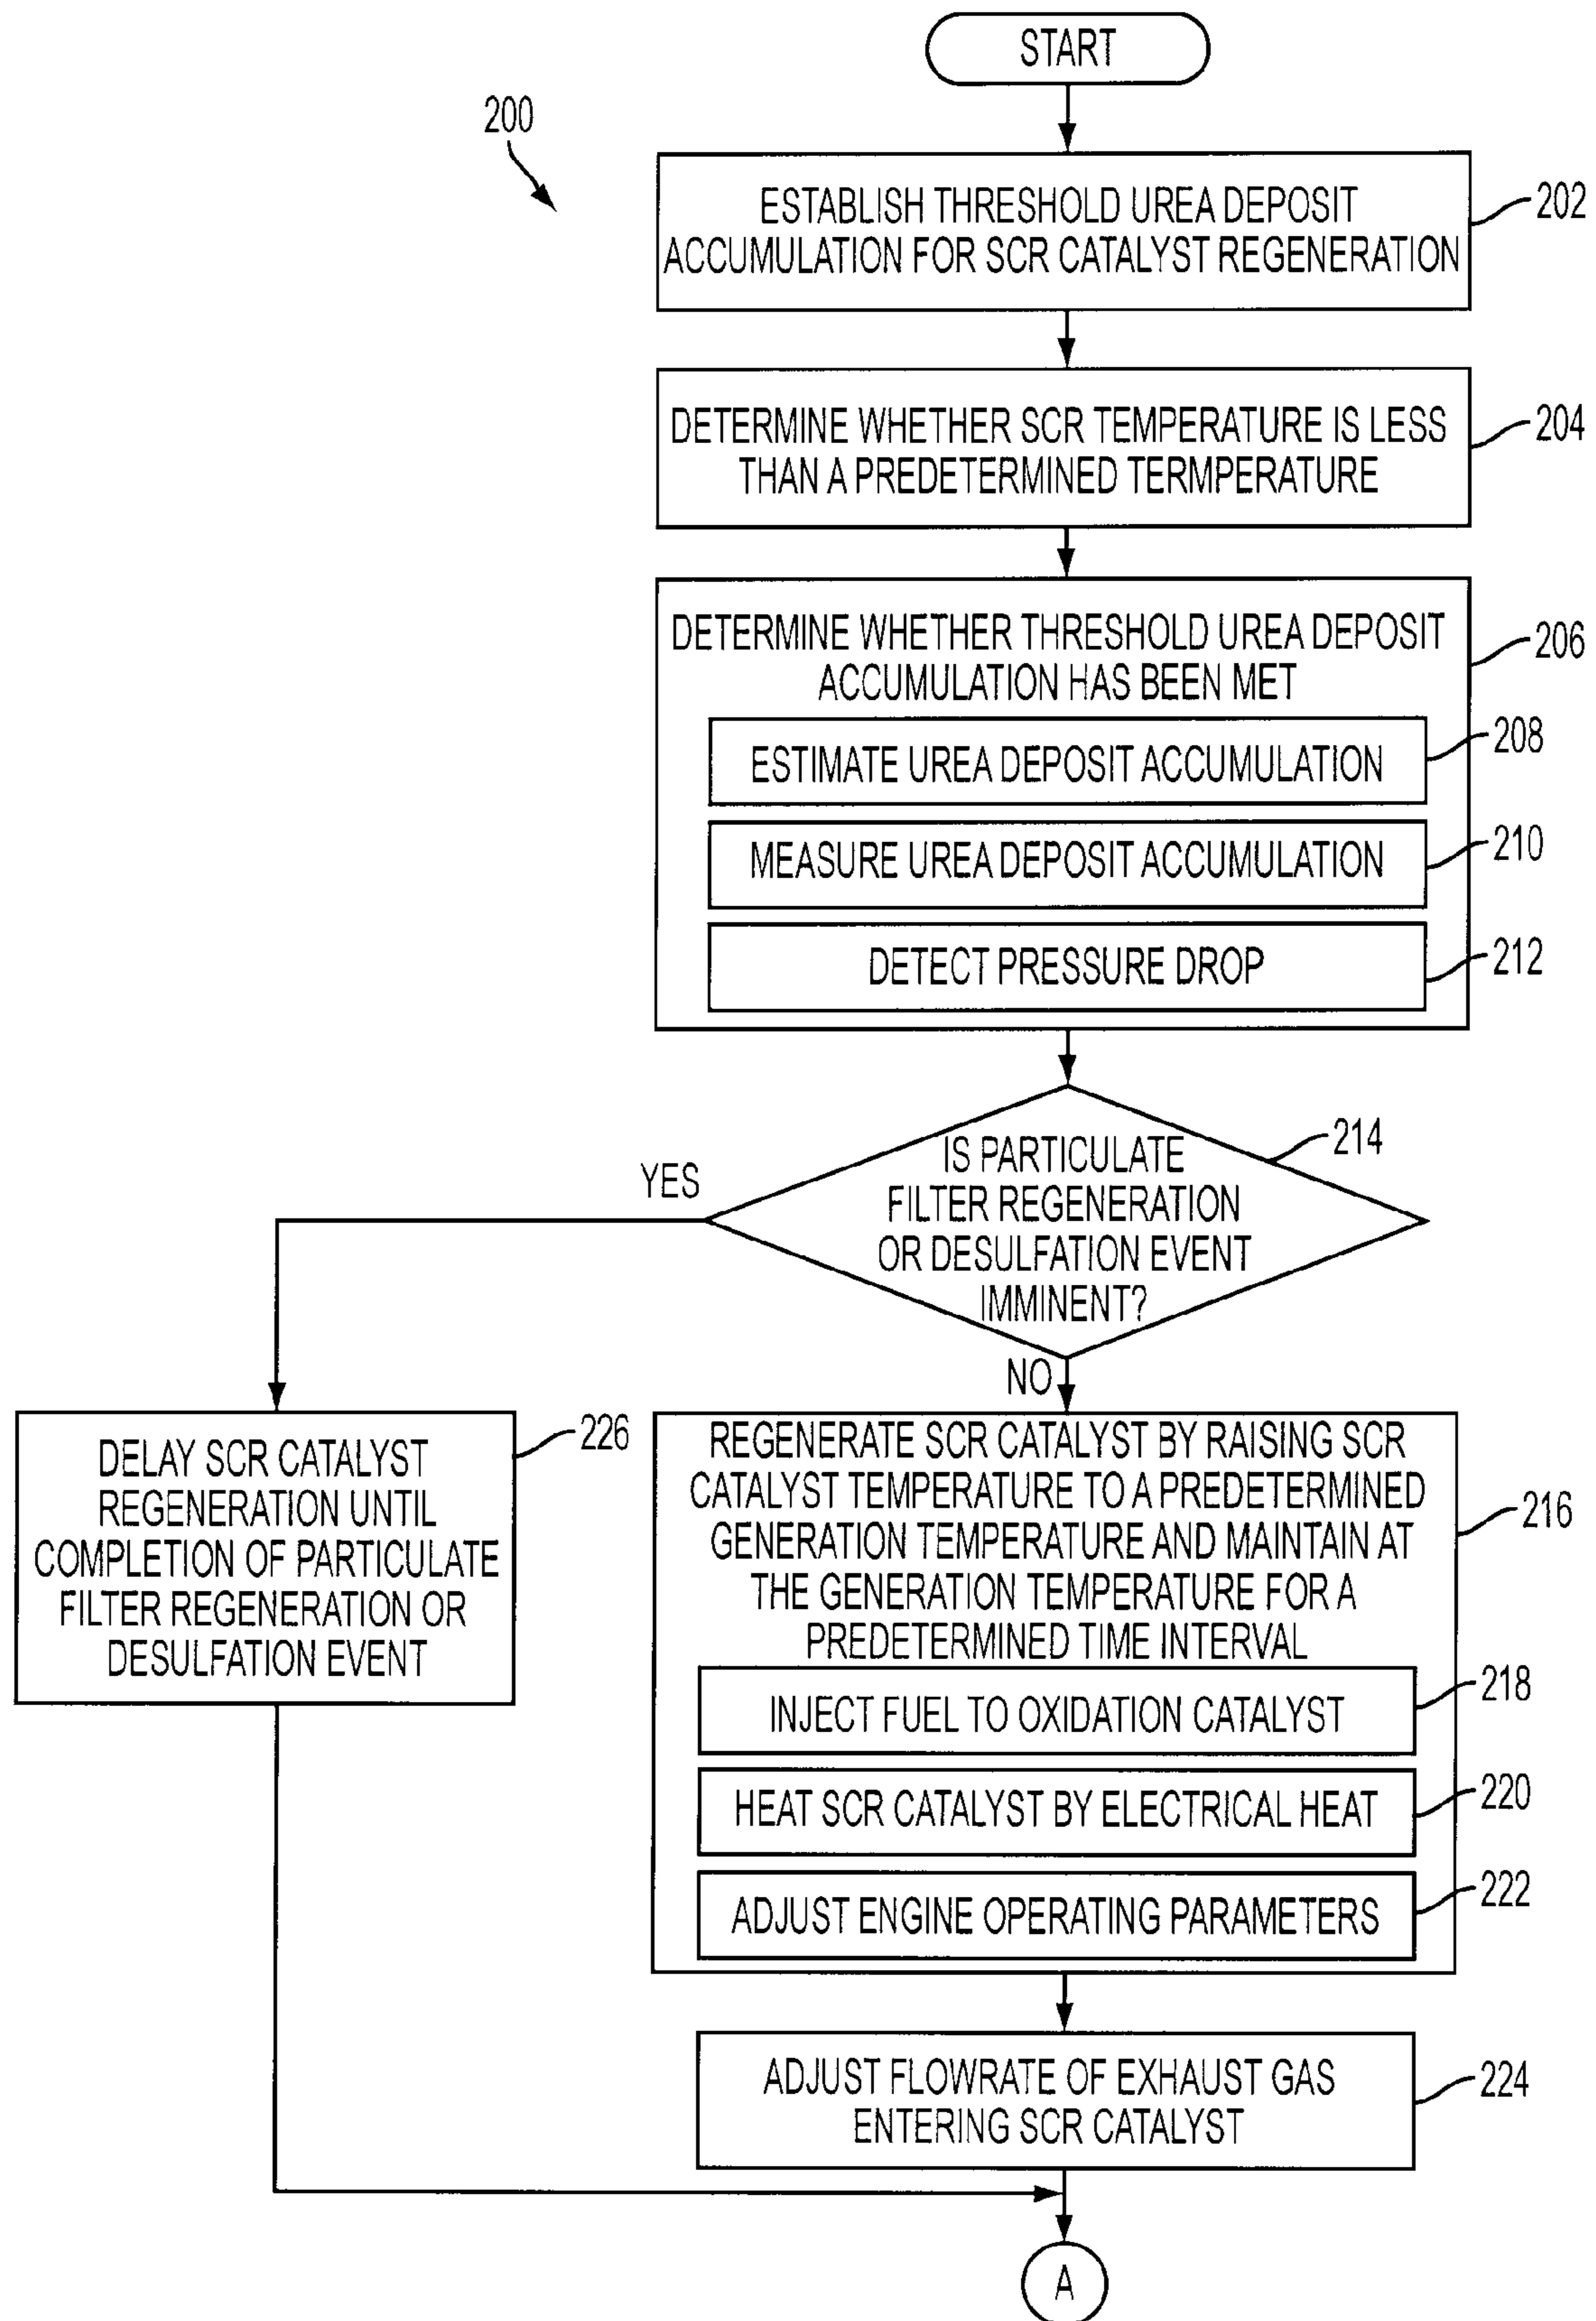 START
200
ESTABLISH THRESHOLD UREA DEPOSIT
ACCUMULATION FOR SCR CATALYST REGENERATION
202
DETERMINE WHETHER SCR TEMPERATURE IS LESS
THAN A PREDETERMINED TERMPERATURE
204
DETERMINE WHETHER THRESHOLD UREA DEPOSIT
ACCUMULATION HAS BEEN MET
206
ESTIMATE UREA DEPOSIT ACCUMULATION
208
MEASURE UREA DEPOSIT ACCUMULATION
210
DETECT PRESSURE DROP
212
IS PARTICULATE
FILTER REGENERATION
OR DESULFATION EVENT
IMMINENT?
214
YES
NO
DELAY SCR CATALYST
REGENERATION UNTIL
COMPLETION OF PARTICULATE
FILTER REGENERATION OR
DESULFATION EVENT
226
REGENERATE SCR CATALYST BY RAISING SCR
CATALYST TEMPERATURE TO A PREDETERMINED
GENERATION TEMPERATURE AND MAINTAIN AT
THE GENERATION TEMPERATURE FOR A
PREDETERMINED TIME INTERVAL
216
INJECT FUEL TO OXIDATION CATALYST
218
HEAT SCR CATALYST BY ELECTRICAL HEAT
220
ADJUST ENGINE OPERATING PARAMETERS
222
ADJUST FLOWRATE OF EXHAUST GAS
ENTERING SCR CATALYST
224
A